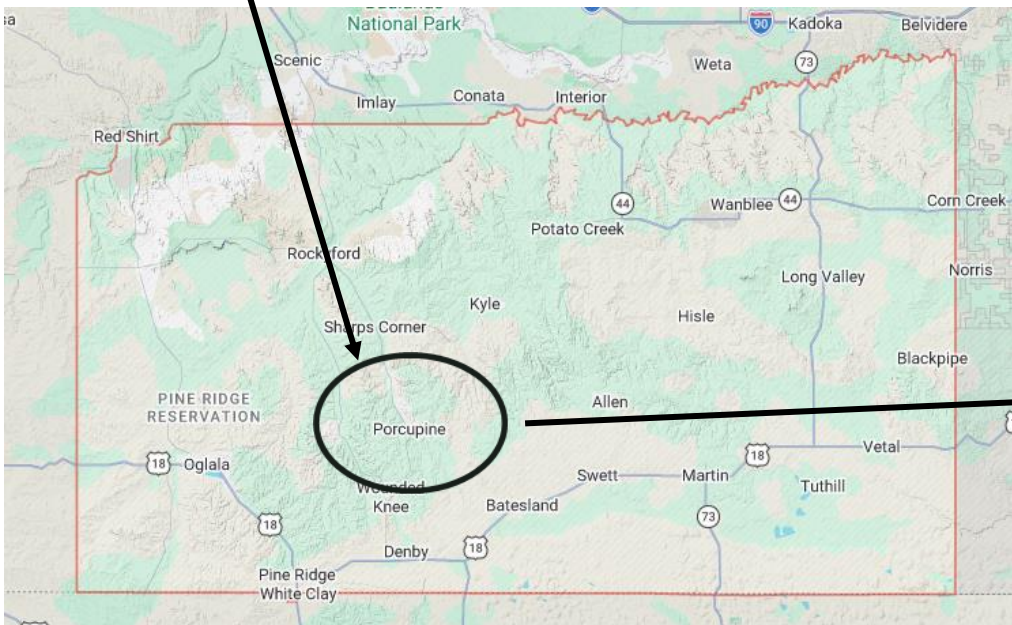 National Park
90
Kadoka
Belvidere
Scenic
Weta
73
Imlay
Conata
Interior
Red Shirt
44
Wanblee
44
Corn Creek
Potato Creek
Rockyford
Long Valley
Norris
Kyle
Hisle
Sharps Corner
Blackpipe
PINE RIDGE
RESERVATION
Allen
Porcupine
18
Oglala
18
Vetal
Swett
Martin
Tuthill
Wounded
Knee
Batesland
73
18
Denby
18
Pine Ridge
White Clay